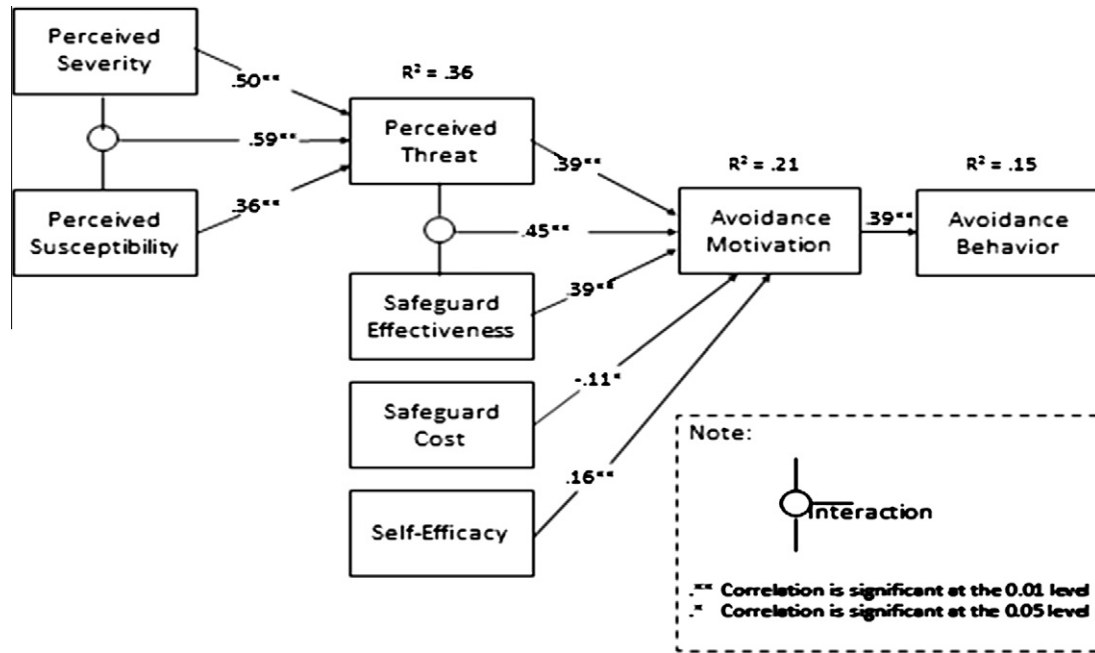 Perceived
Severity
.50**
R² = .36
Perceived
Threat
.59**
.39**
R² = .21
R² = .15
Perceived
Susceptibility
.36**
.45**
Avoidance
Motivation
.39**
Avoidance
Behavior
Safeguard
Effectiveness
.39**
Safeguard
Cost
-.11*
Self-Efficacy
.16**
Note:
Interaction
.** Correlation is significant at the 0.01 level
.* Correlation is significant at the 0.05 level